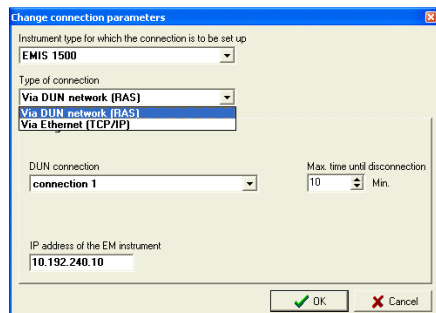 Change connection parameters
Instrument type for which the connection is to be set up
EMIS 1500
Type of connection
Via DUN network (RAS)
Via DUN network (RAS)
Via Ethernet (TCP/IP)
DUN connection
Max. time until disconnection
connection 1
10
Min.
IP address of the EM instrument
10.192.240.10
OK
Cancel